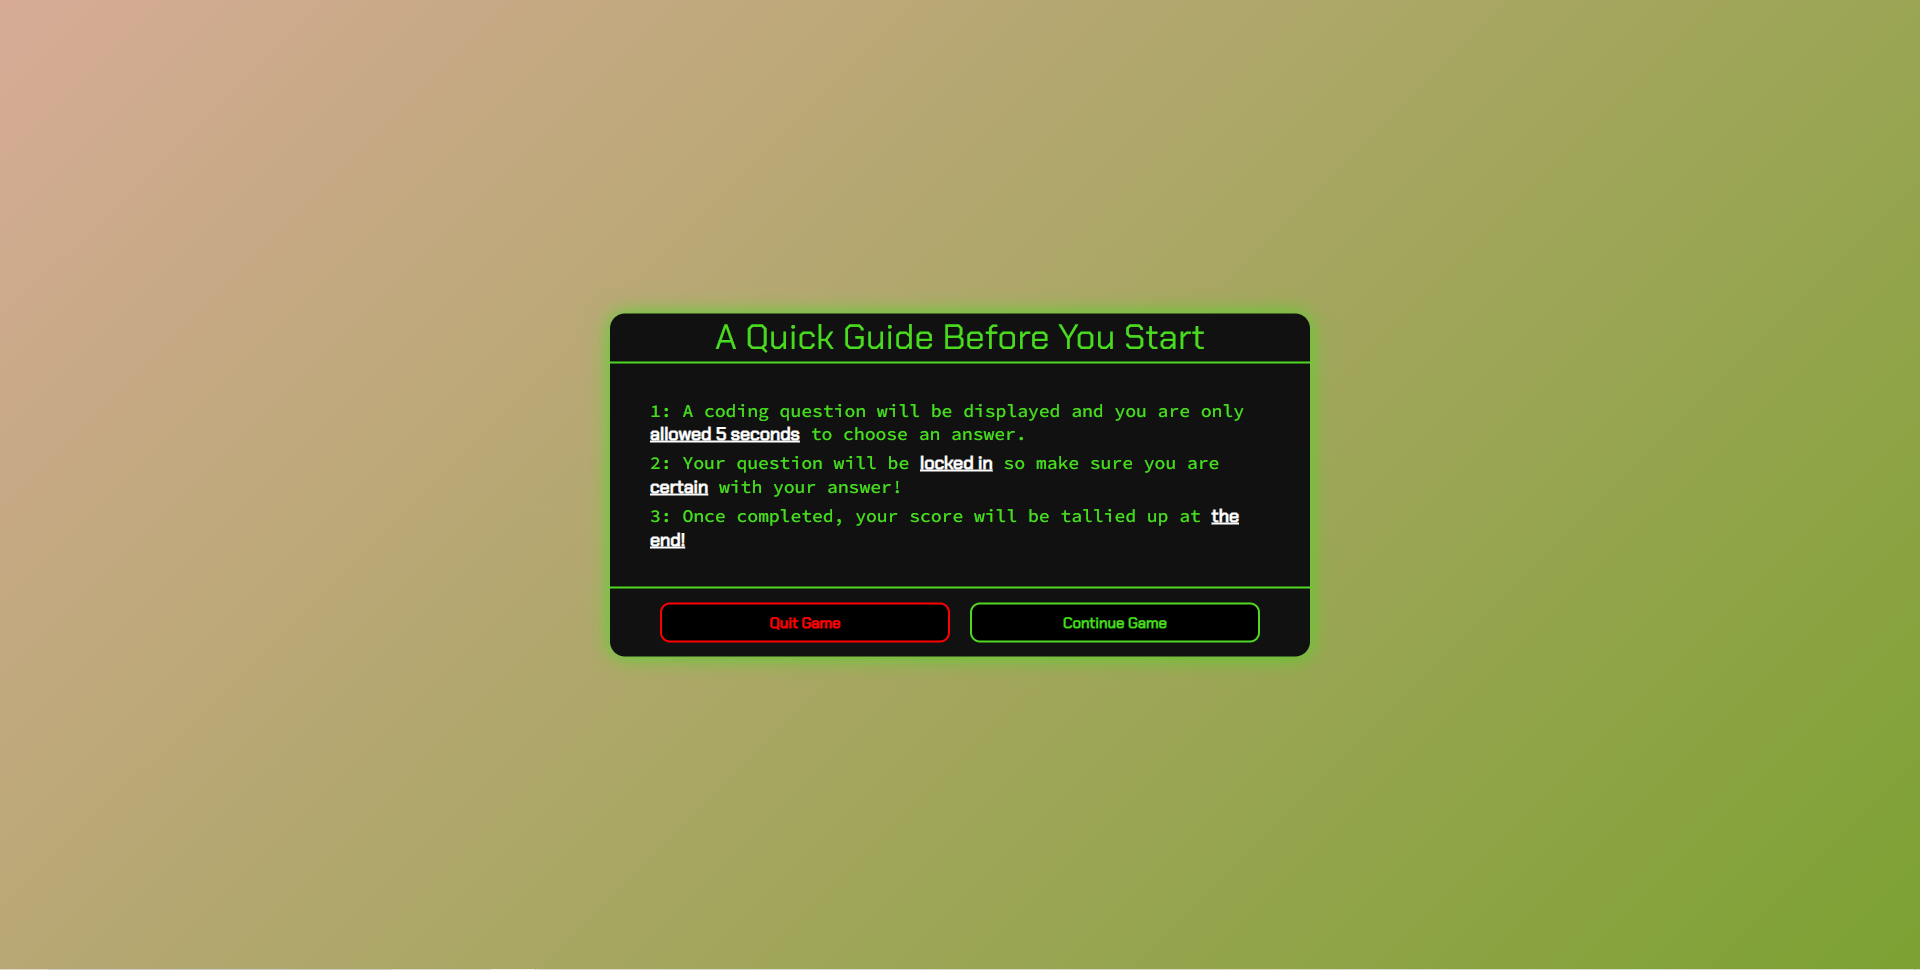 A Quick Guide Before You Start
1: A coding question will be displayed and you are only
allowed 5 seconds to choose an answer.
2: Your question will be locked in so make sure you are
certain with your answer!
3: Once completed, your score will be tallied up at the
end!
Quit Game
Continue Game